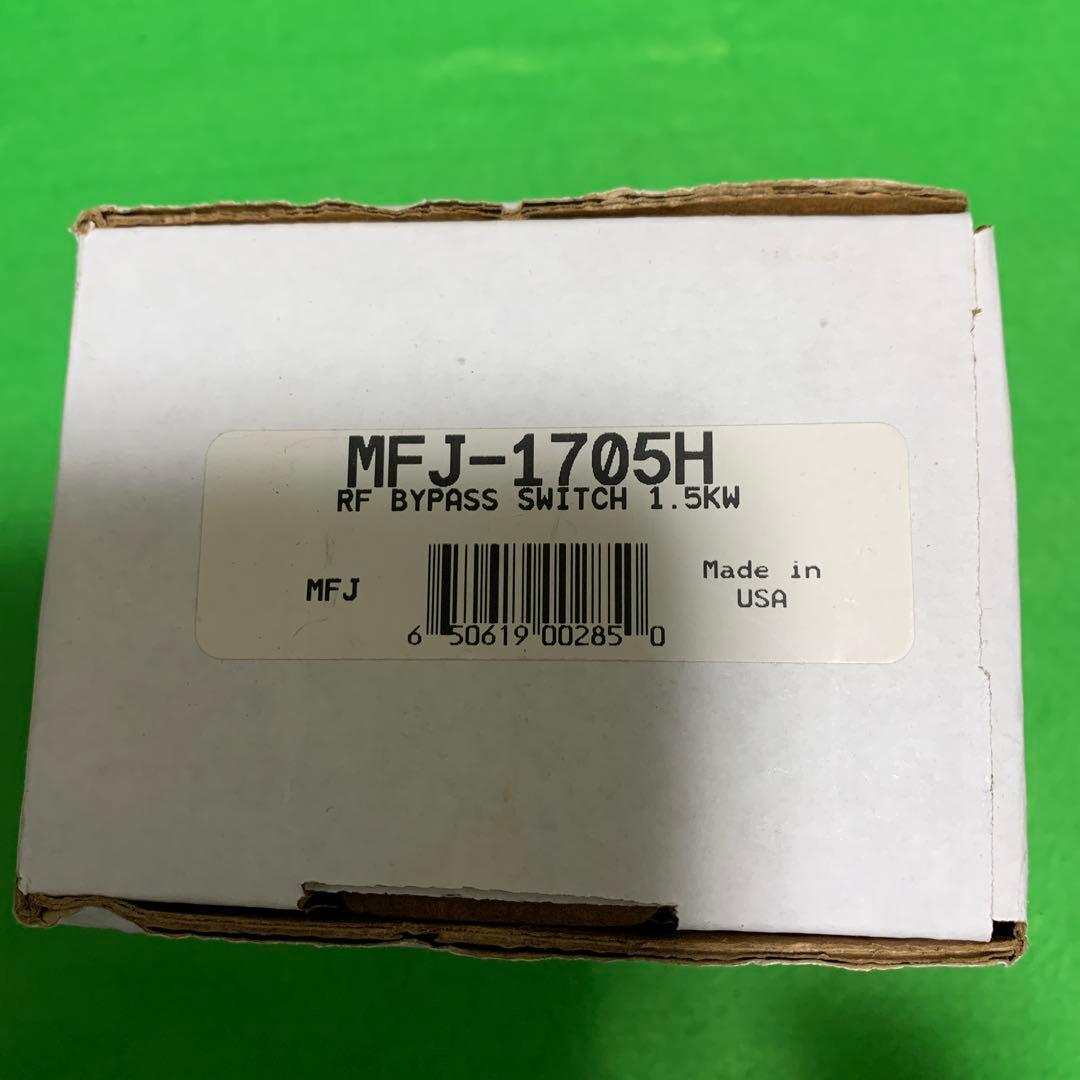 MFJ-1705H
RF BYPASS SWITCH 1.5KW
MFJ
Made in
USA
6 50619 00285 0